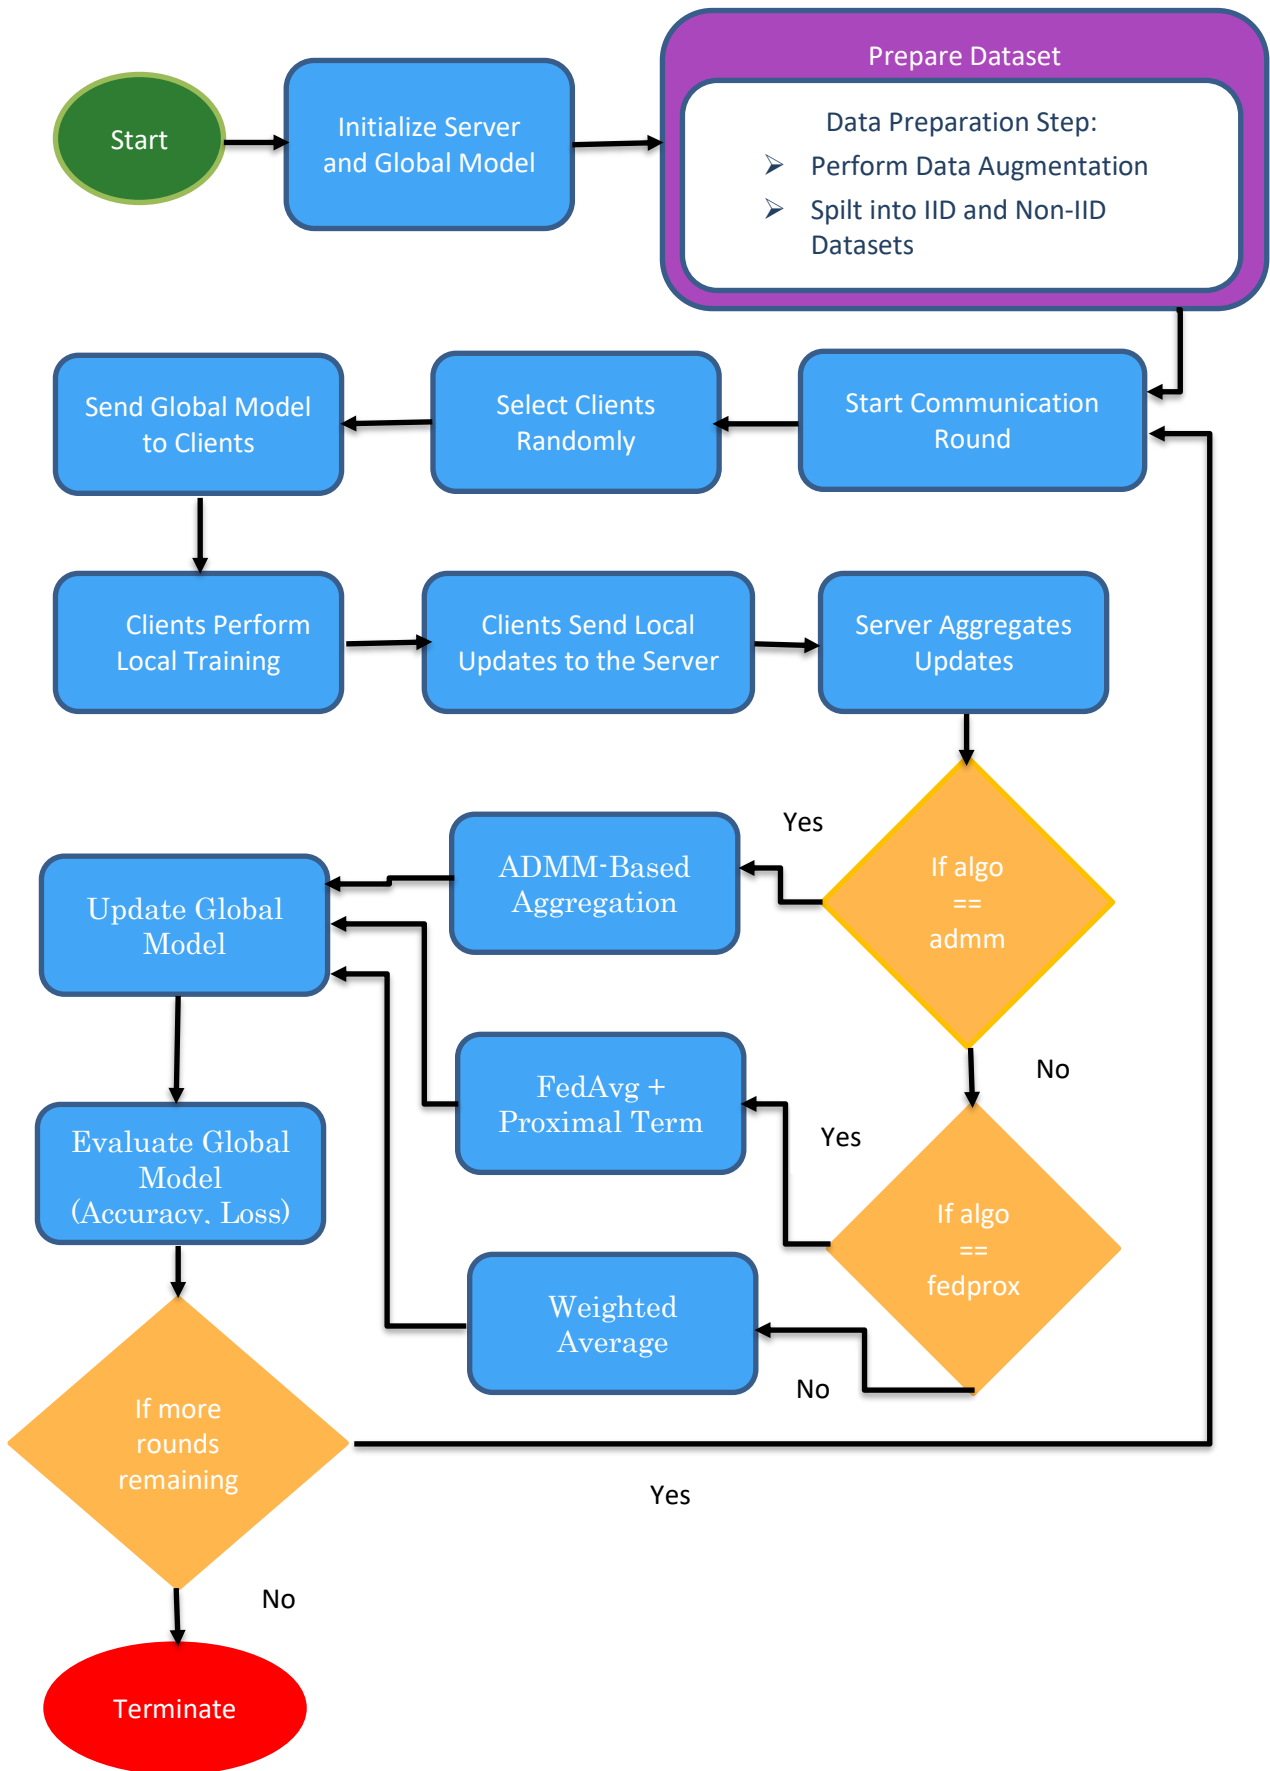 Prepare Dataset
Start
Initialize Server
and Global Model
Data Preparation Step:
➢ Perform Data Augmentation
➢ Spilt into IID and Non-IID
Datasets
Send Global Model
to Clients
Select Clients
Randomly
Start Communication
Round
Clients Perform
Local Training
Clients Send Local
Updates to the Server
Server Aggregates
Updates
Yes
If algo
==
admm
ADMM-Based
Aggregation
Update Global
Model
No
FedAvg +
Proximal Term
Yes
Evaluate Global
Model
(Accuracy, Loss)
If algo
==
fedprox
Weighted
Average
No
If more
rounds
remaining
Yes
No
Terminate